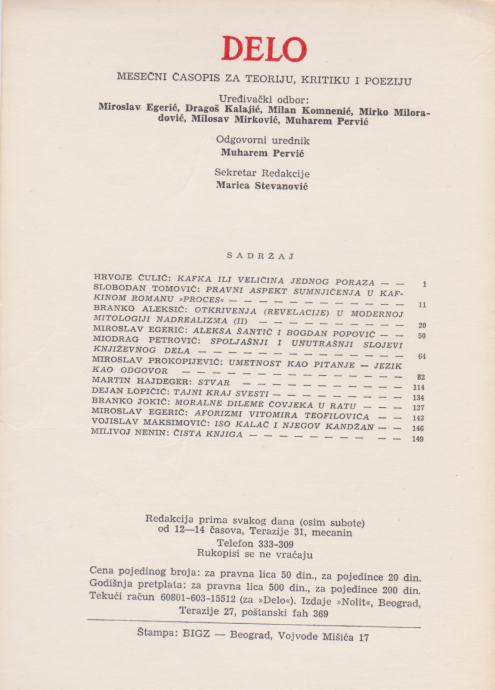 DELO
MESEČNI ČASOPIS ZA TEORIJU, KRITIKU I POEZIJU
Uređivački odbor:
Miroslav Egerić, Dragoš Kalajić, Milan Komnenić, Mirko Milora-
dović, Milosav Mirković, Muharem Pervić
Odgovorni urednik
Muharem Pervić
Sekretar Redakcije
Marica Stevanović
SADRŽAJ
HRVOJE ČULIĆ: KAFKA ILI VELIČINA JEDNOG PORAZA — — 1
SLOBODAN TOMOVIĆ: PRAVNI ASPEKT SUMNJIČENJA U KAF-
KINOM ROMANU »PROCES« — — — — — — — — — — 11
BRANKO ALEKSIĆ: OTKRIVENJA (REVELACIJE) U MODERNOJ
MITOLOGIJI NADREALIZMA (II) — — — — — — — — 20
MIROSLAV EGERIĆ: ALEKSA ŠANTIĆ I BOGDAN POPOVIĆ — — 50
MIODRAG PETROVIĆ: SPOLJAŠNJI I UNUTRAŠNJI SLOJEVI
KNJIŽEVNOG DELA — — — — — — — — — — — — 64
MIROSLAV PROKOPIJEVIĆ: UMETNOST KAO PITANJE — JEZIK
KAO ODGOVOR — — — — — — — — — — — — — 82
MARTIN HAJDEGER: STVAR — — — — — — — — — — 114
DEJAN LOPIČIĆ: TAJNI KRAJ SVESTI — — — — — — — 134
BRANKO JOKIĆ: MORALNE DILEME ČOVJEKA U RATU — — — 137
MIROSLAV EGERIĆ: AFORIZMI VITOMIRA TEOFILOVIĆA — — 143
VOJISLAV MAKSIMOVIĆ: ISO KALAČ I NJEGOV KANDŽAN — — 146
MILIVOJ NENIN: ČISTA KNJIGA — — — — — — — — — 149
Redakcija prima svakog dana (osim subote)
od 12—14 časova, Terazije 31, mecanin
Telefon 333-309
Rukopisi se ne vraćaju
Cena pojedinog broja: za pravna lica 50 din., za pojedince 20 din.
Godišnja pretplata: za pravna lica 500 din., za pojedince 200 din.
Tekući račun 60801-603-15512 (za »Delo«). Izdaje »Nolit«, Beograd,
Terazije 27, poštanski fah 369
Štampa: BIGZ — Beograd, Vojvode Mišića 17